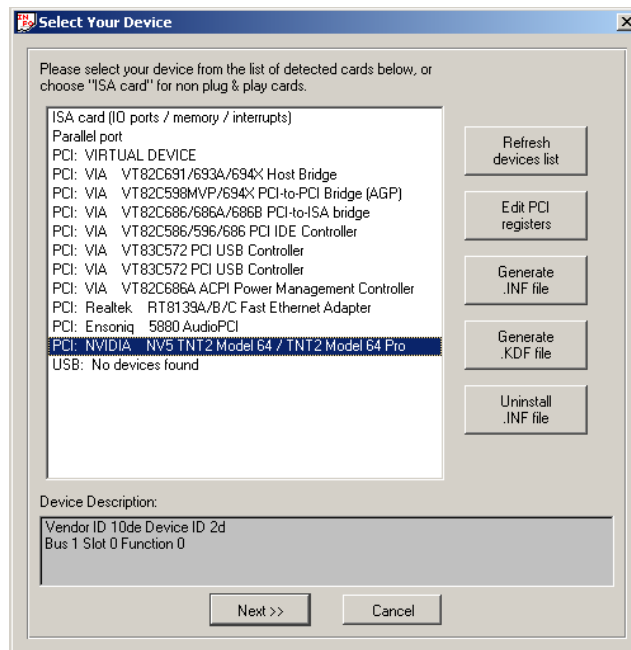 Select Your Device
Please select your device from the list of detected cards below, or
choose "ISA card" for non plug & play cards.
ISA card (IO ports / memory / interrupts)
Parallel port
PCI: VIRTUAL DEVICE
PCI: VIA VT82C691/693A/694X Host Bridge
PCI: VIA VT82C598MVP/694X PCI-to-PCI Bridge (AGP)
PCI: VIA VT82C686/686A/686B PCI-to-ISA bridge
PCI: VIA VT82C586/596/686 PCI IDE Controller
PCI: VIA VT83C572 PCI USB Controller
PCI: VIA VT83C572 PCI USB Controller
PCI: VIA VT82C686A ACPI Power Management Controller
PCI: Realtek RT8139A/B/C Fast Ethernet Adapter
PCI: Ensoniq 5880 AudioPCI
PCI: NVIDIA NV5 TNT2 Model 64 / TNT2 Model 64 Pro
USB: No devices found
Refresh
devices list
Edit PCI
registers
Generate
.INF file
Generate
.KDF file
Uninstall
.INF file
Device Description:
Vendor ID 10de Device ID 2d
Bus 1 Slot 0 Function 0
Next >>
Cancel